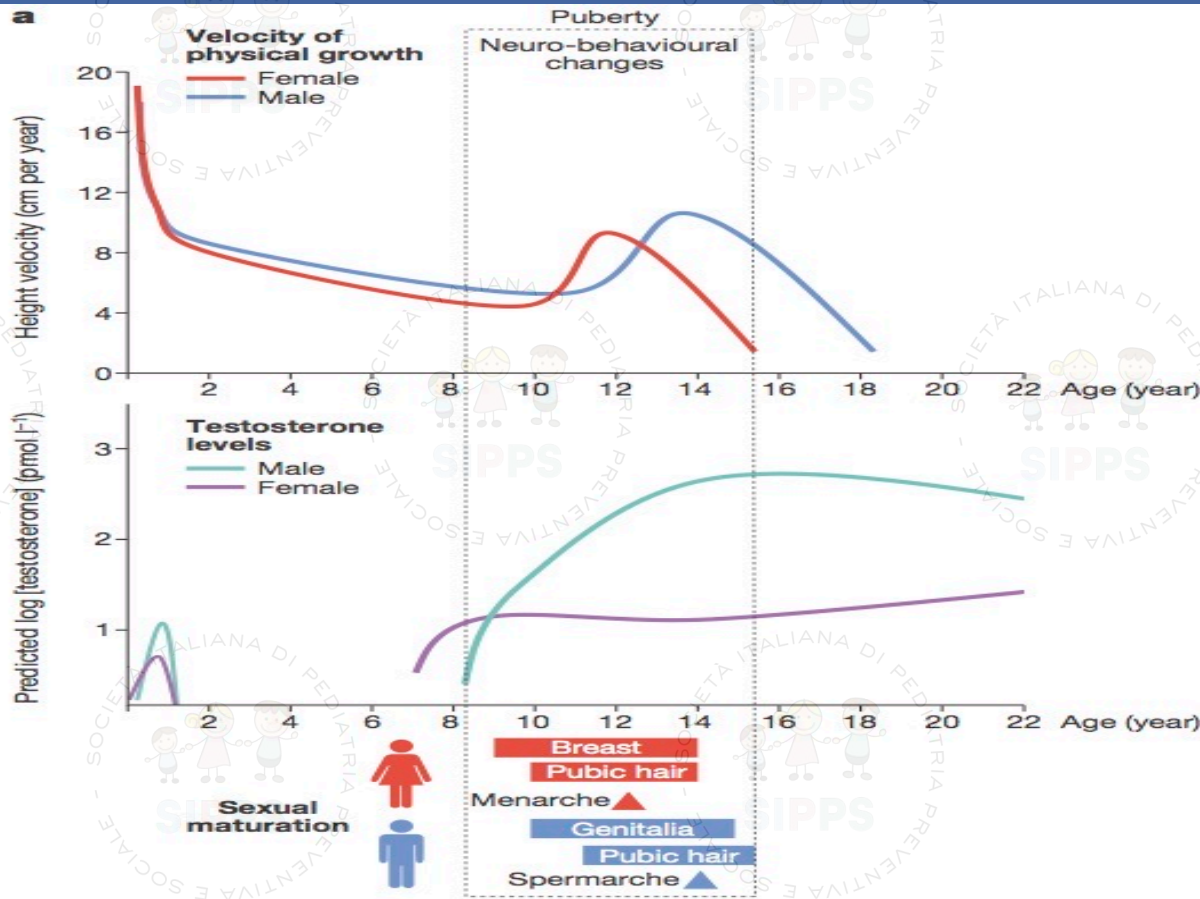 a
Puberty
Neuro-behavioural
changes
Velocity of
physical growth
Female
Male
Height velocity (cm per year)
20
16
12
8
4
0
2 4 6 8 10 12 14 16 18 20 22 Age (year)
Testosterone
levels
Male
Female
Predicted log [testosterone] (pmol l⁻¹)
3
2
1
2 4 6 8 10 12 14 16 18 20 22 Age (year)
Sexual
maturation
Breast
Pubic hair
Menarche
Genitalia
Pubic hair
Spermarche
SIPPS
SOCIETÀ ITALIANA DI PEDIATRIA PREVENTIVA E SOCIALE